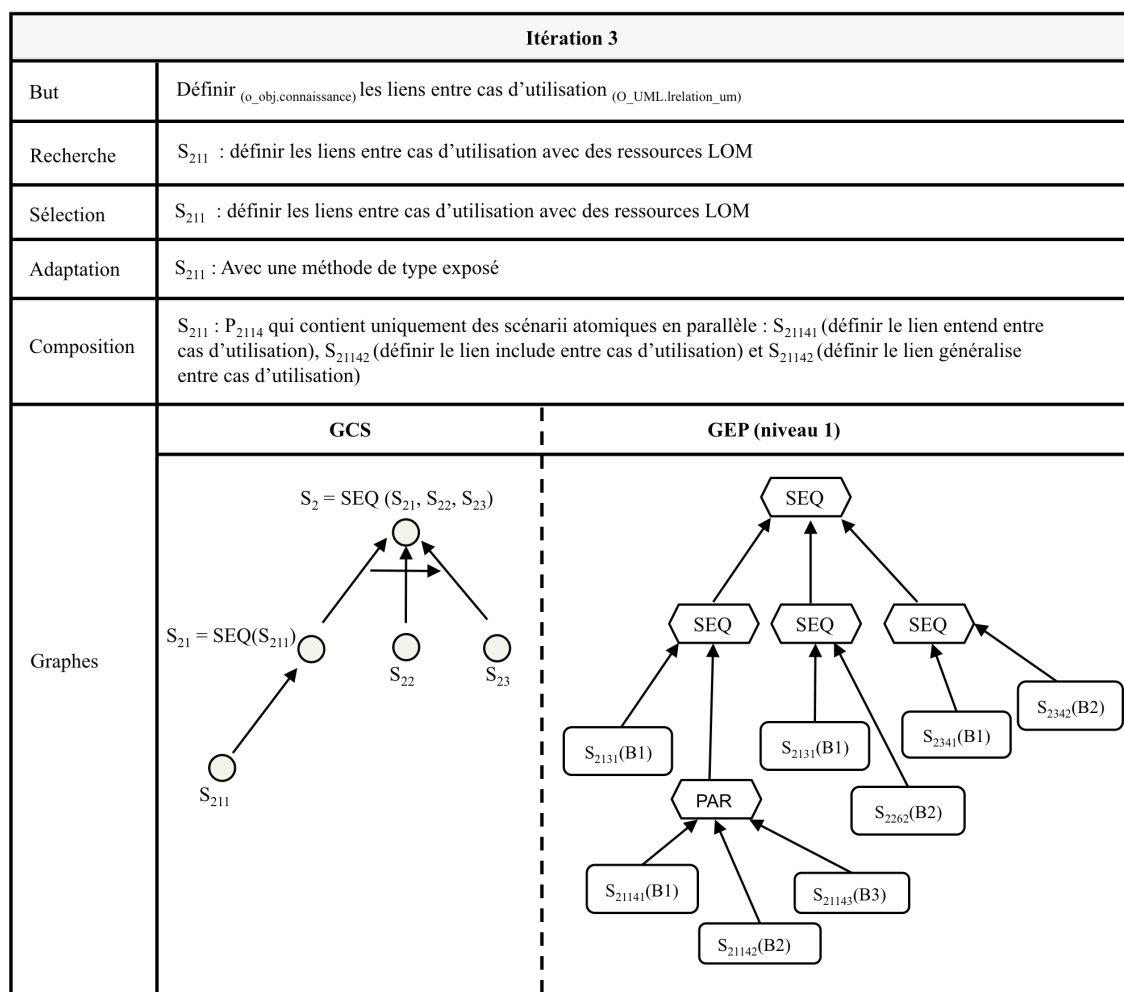 Itération 3
But
Définir (o_obj.connaissance) les liens entre cas d'utilisation (O_UML.lrelation_um)
Recherche
S211 : définir les liens entre cas d'utilisation avec des ressources LOM
Sélection
S211 : définir les liens entre cas d'utilisation avec des ressources LOM
Adaptation
S211 : Avec une méthode de type exposé
Composition
S211 : P2114 qui contient uniquement des scénarii atomiques en parallèle : S21141 (définir le lien entend entre
cas d'utilisation), S21142 (définir le lien include entre cas d'utilisation) et S21142 (définir le lien généralise
entre cas d'utilisation)
Graphes
GCS
S2 = SEQ (S21, S22, S23)
S21 = SEQ(S211)
S22
S23
S211
GEP (niveau 1)
SEQ
SEQ
SEQ
SEQ
S2342(B2)
S2131(B1)
S2131(B1)
S2341(B1)
PAR
S2262(B2)
S21141(B1)
S21143(B3)
S21142(B2)